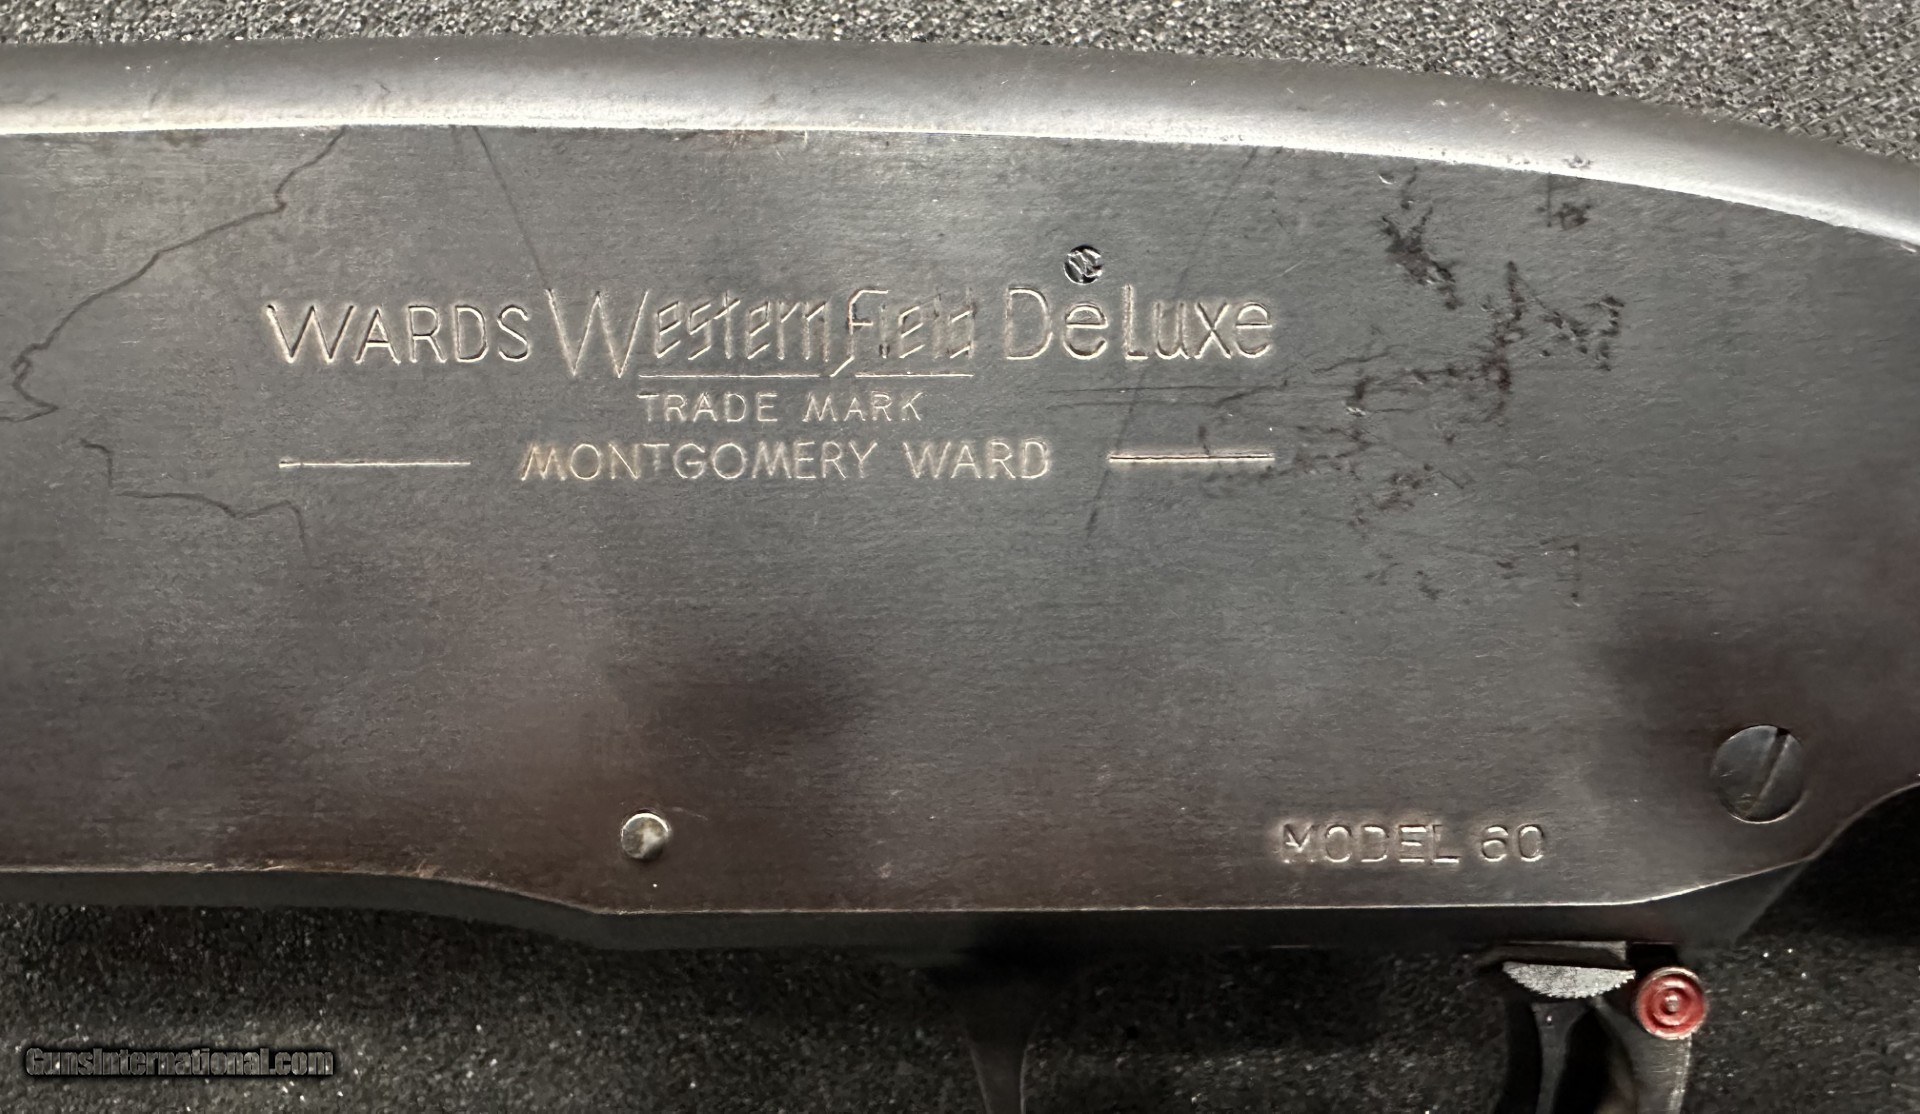 WARDS Western Field DeLuxe
TRADE MARK
MONTGOMERY WARD
MODEL 60
GunsInternational.com